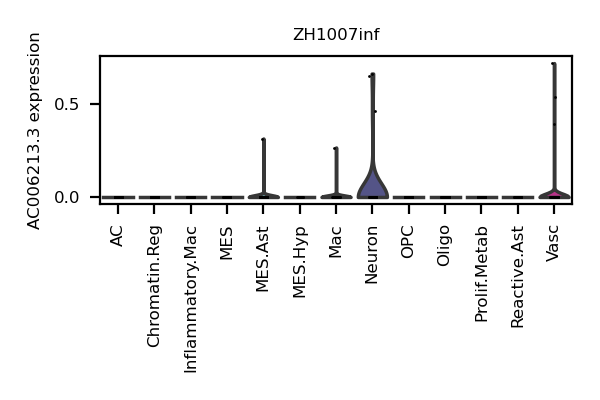 ZH1007inf
AC006213.3 expression
0.5
0.0
AC
Chromatin.Reg
Inflammatory.Mac
MES
MES.Ast
MES.Hyp
Mac
Neuron
OPC
Oligo
Prolif.Metab
Reactive.Ast
Vasc